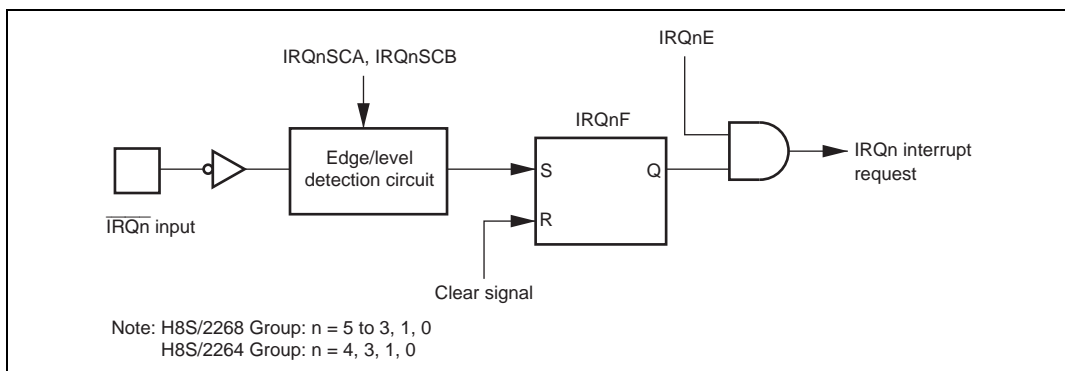 IRQnE
IRQnSCA, IRQnSCB
IRQnF
Edge/level
detection circuit
S
Q
R
IRQn interrupt
request
IRQn input
Clear signal
Note: H8S/2268 Group: n = 5 to 3, 1, 0
H8S/2264 Group: n = 4, 3, 1, 0